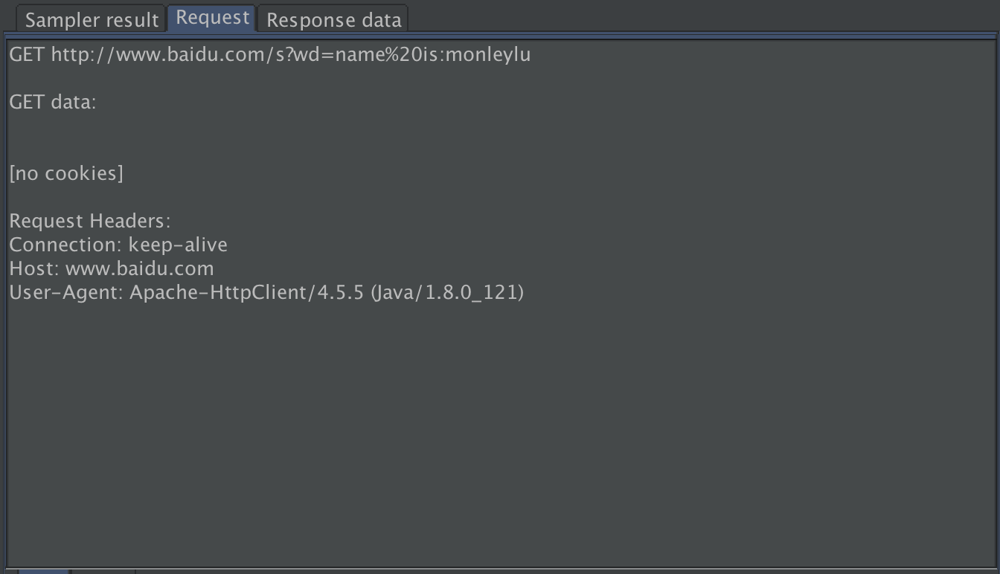 Sampler result Request Response data
GET http://www.baidu.com/s?wd=name%20is:monleylu
GET data:
[no cookies]
Request Headers:
Connection: keep-alive
Host: www.baidu.com
User-Agent: Apache-HttpClient/4.5.5 (Java/1.8.0_121)